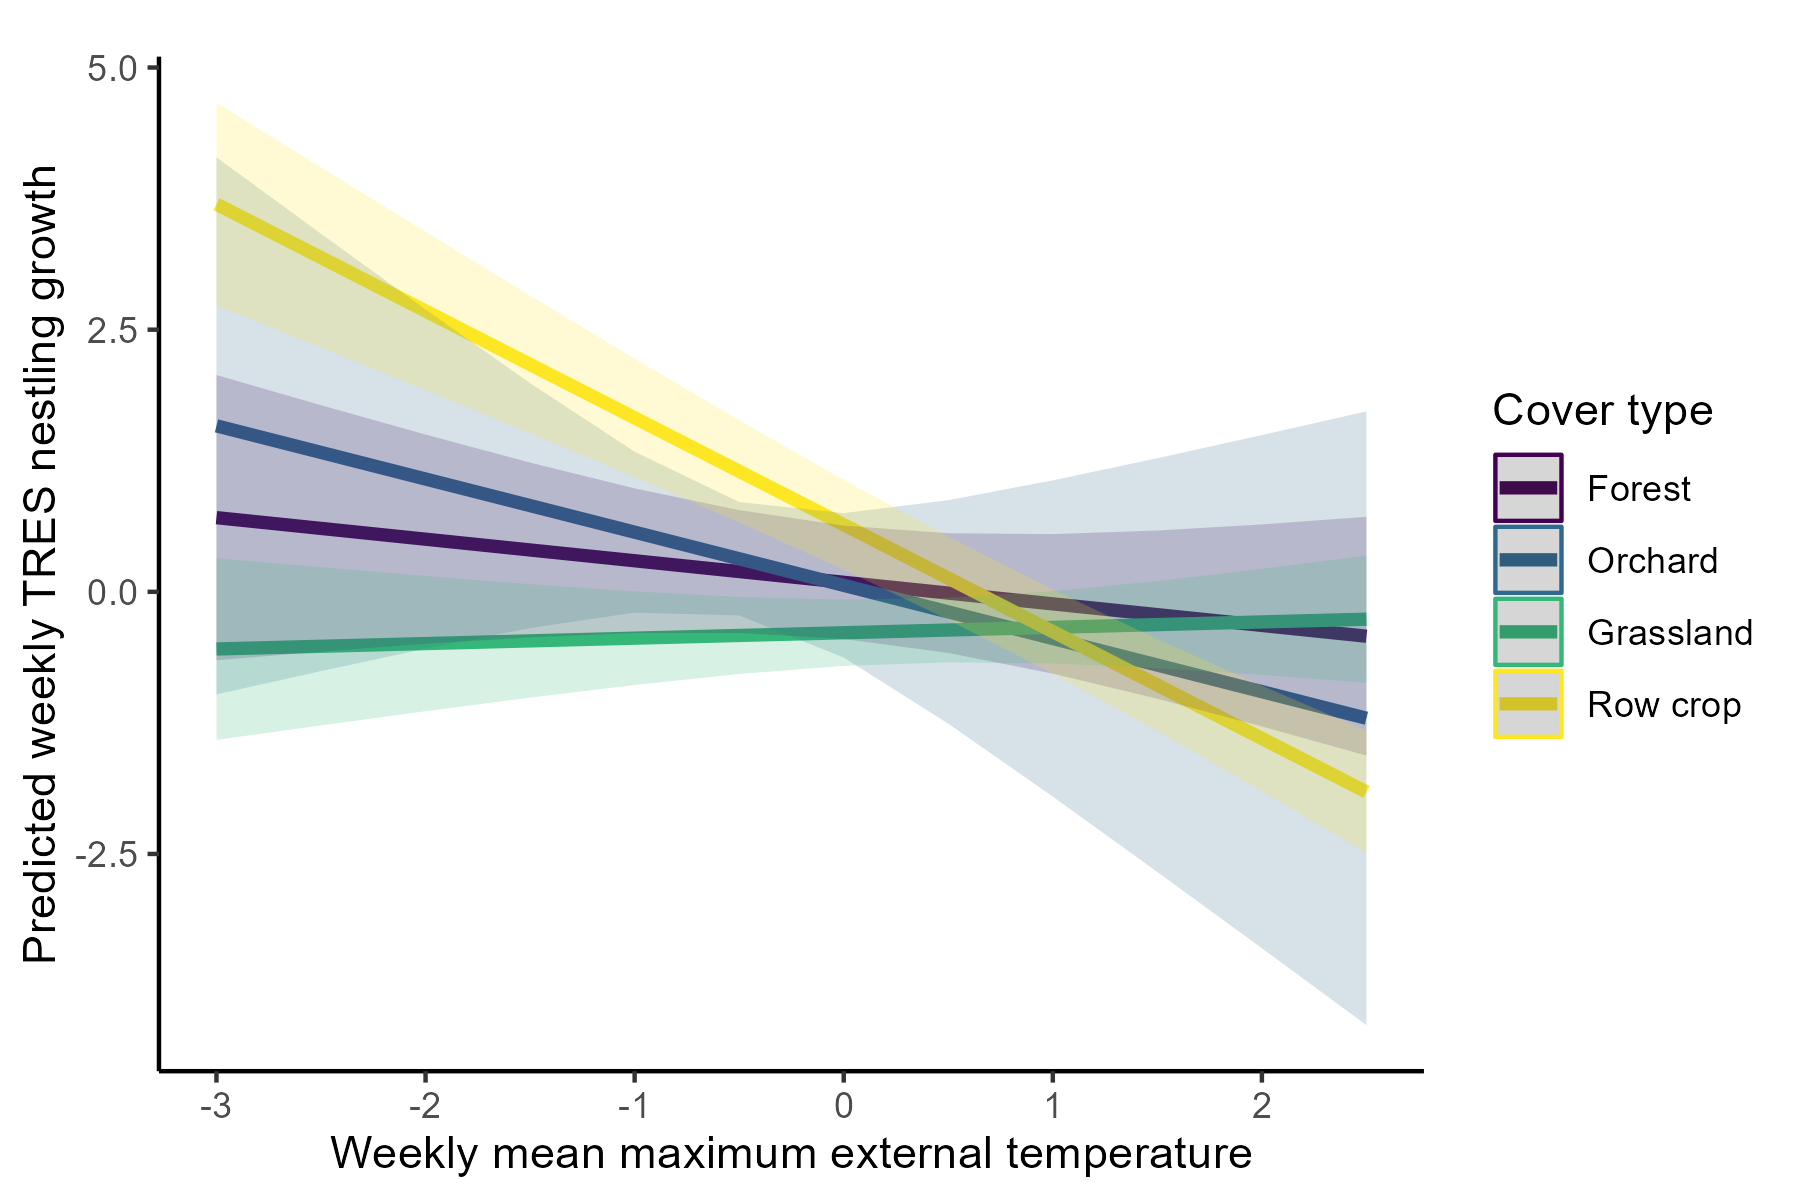 Predicted weekly TRES nestling growth
5.0
2.5
0.0
-2.5
-3 -2 -1 0 1 2
Weekly mean maximum external temperature
Cover type
Forest
Orchard
Grassland
Row crop